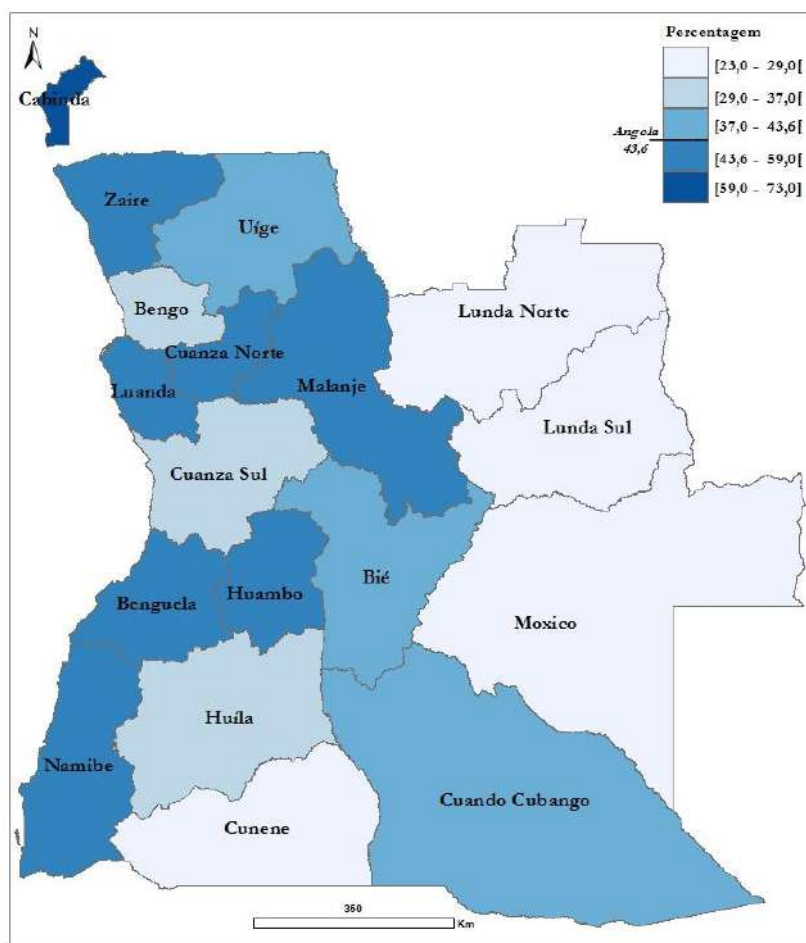 Percentagem
N
[23,0 - 29,0[
[29,0 - 37,0[
Cabinda
[37,0 - 43,6[
Angola
43,6
[43,6 - 59,0[
[59,0 - 73,0]
Zaire
Uíge
Bengo
Lunda Norte
Cuanza Norte
Luanda
Malanje
Lunda Sul
Cuanza Sul
Bié
Huambo
Benguela
Moxico
Huíla
Namibe
Cuando Cubango
Cunene
350
Km